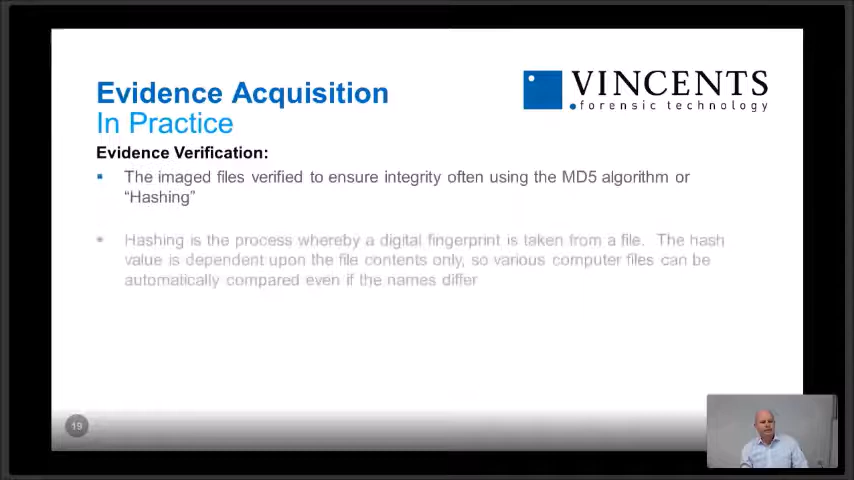 Evidence Acquisition
In Practice
VINCENTS
forensic technology
Evidence Verification:
The imaged files verified to ensure integrity often using the MD5 algorithm or
“Hashing”
Hashing is the process whereby a digital fingerprint is taken from a file. The hash
value is dependent upon the file contents only, so various computer files can be
automatically compared even if the names differ
19